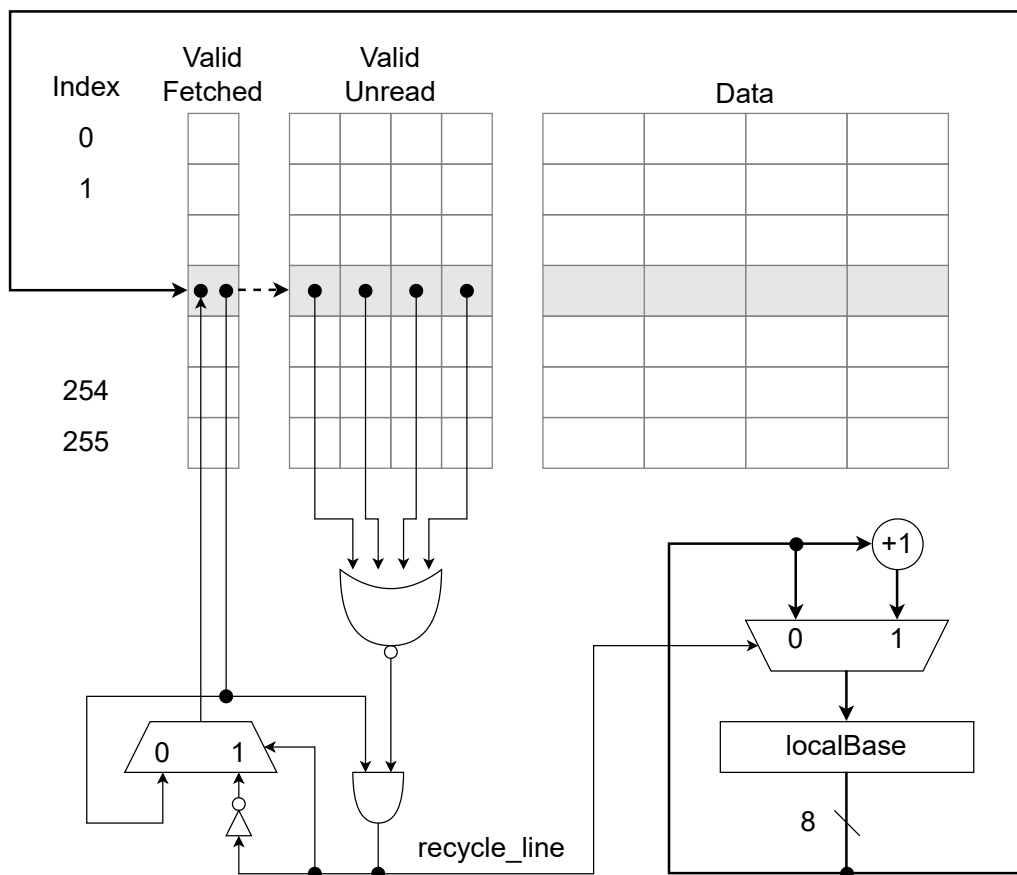 Index
Valid
Fetched
Valid
Unread
Data
0
1
254
255
+1
0 1
localBase
8
0 1
recycle_line